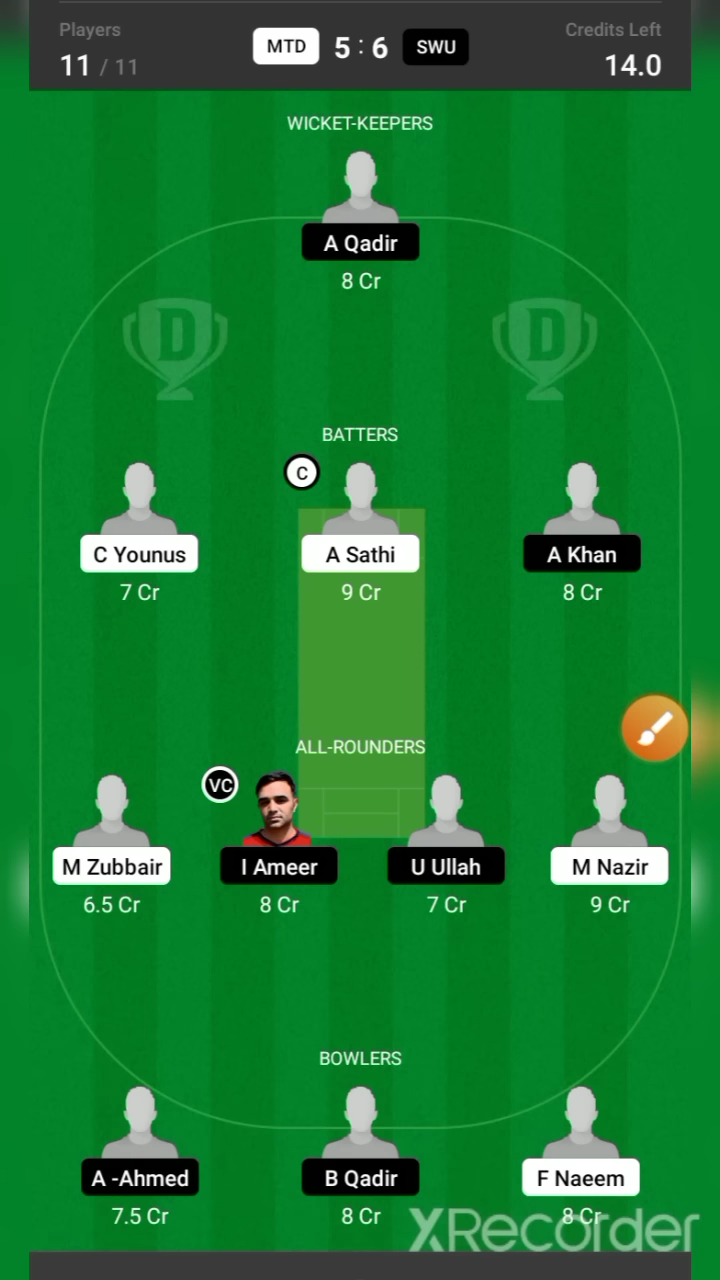 Players
Credits Left
MTD 5 : 6 SWU
11 / 11
14.0
WICKET-KEEPERS
A Qadir
8 Cr
D
D
BATTERS
C
C Younus
A Sathi
A Khan
7 Cr
9 Cr
8 Cr
ALL-ROUNDERS
VC
M Zubbair
I Ameer
U Ullah
M Nazir
6.5 Cr
8 Cr
7 Cr
9 Cr
BOWLERS
A -Ahmed
B Qadir
F Naeem
7.5 Cr
8 Cr
8 Cr
XRecorder